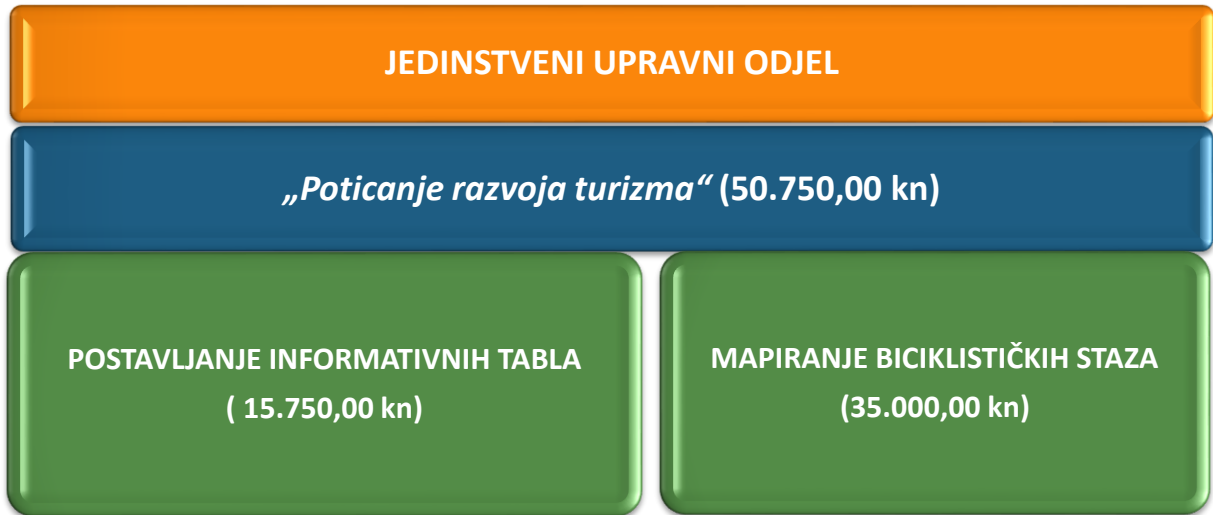 JEDINSTVENI UPRAVNI ODJEL
„Poticanje razvoja turizma“ (50.750,00 kn)
POSTAVLJANJE INFORMATIVNIH TABLA
( 15.750,00 kn)
MAPIRANJE BICIKLISTIČKIH STAZA
(35.000,00 kn)